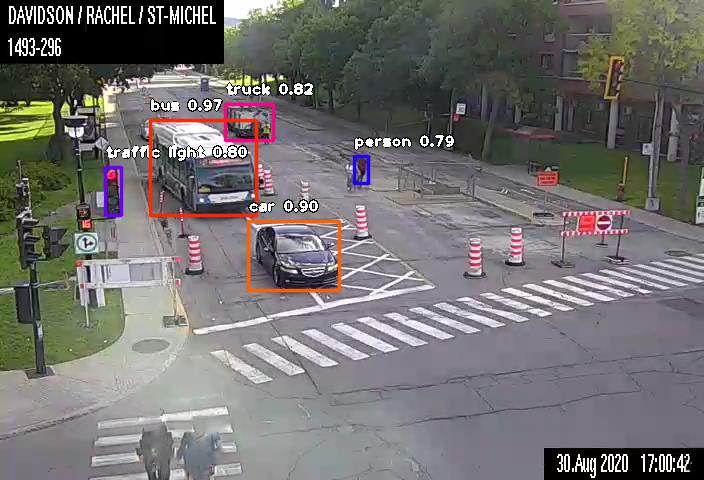 DAVIDSON / RACHEL / ST-MICHEL
1493-296
truck 0.82
bus 0.97
person 0.79
traffic light 0.80
car 0.90
30.Aug 2020 17:00:42